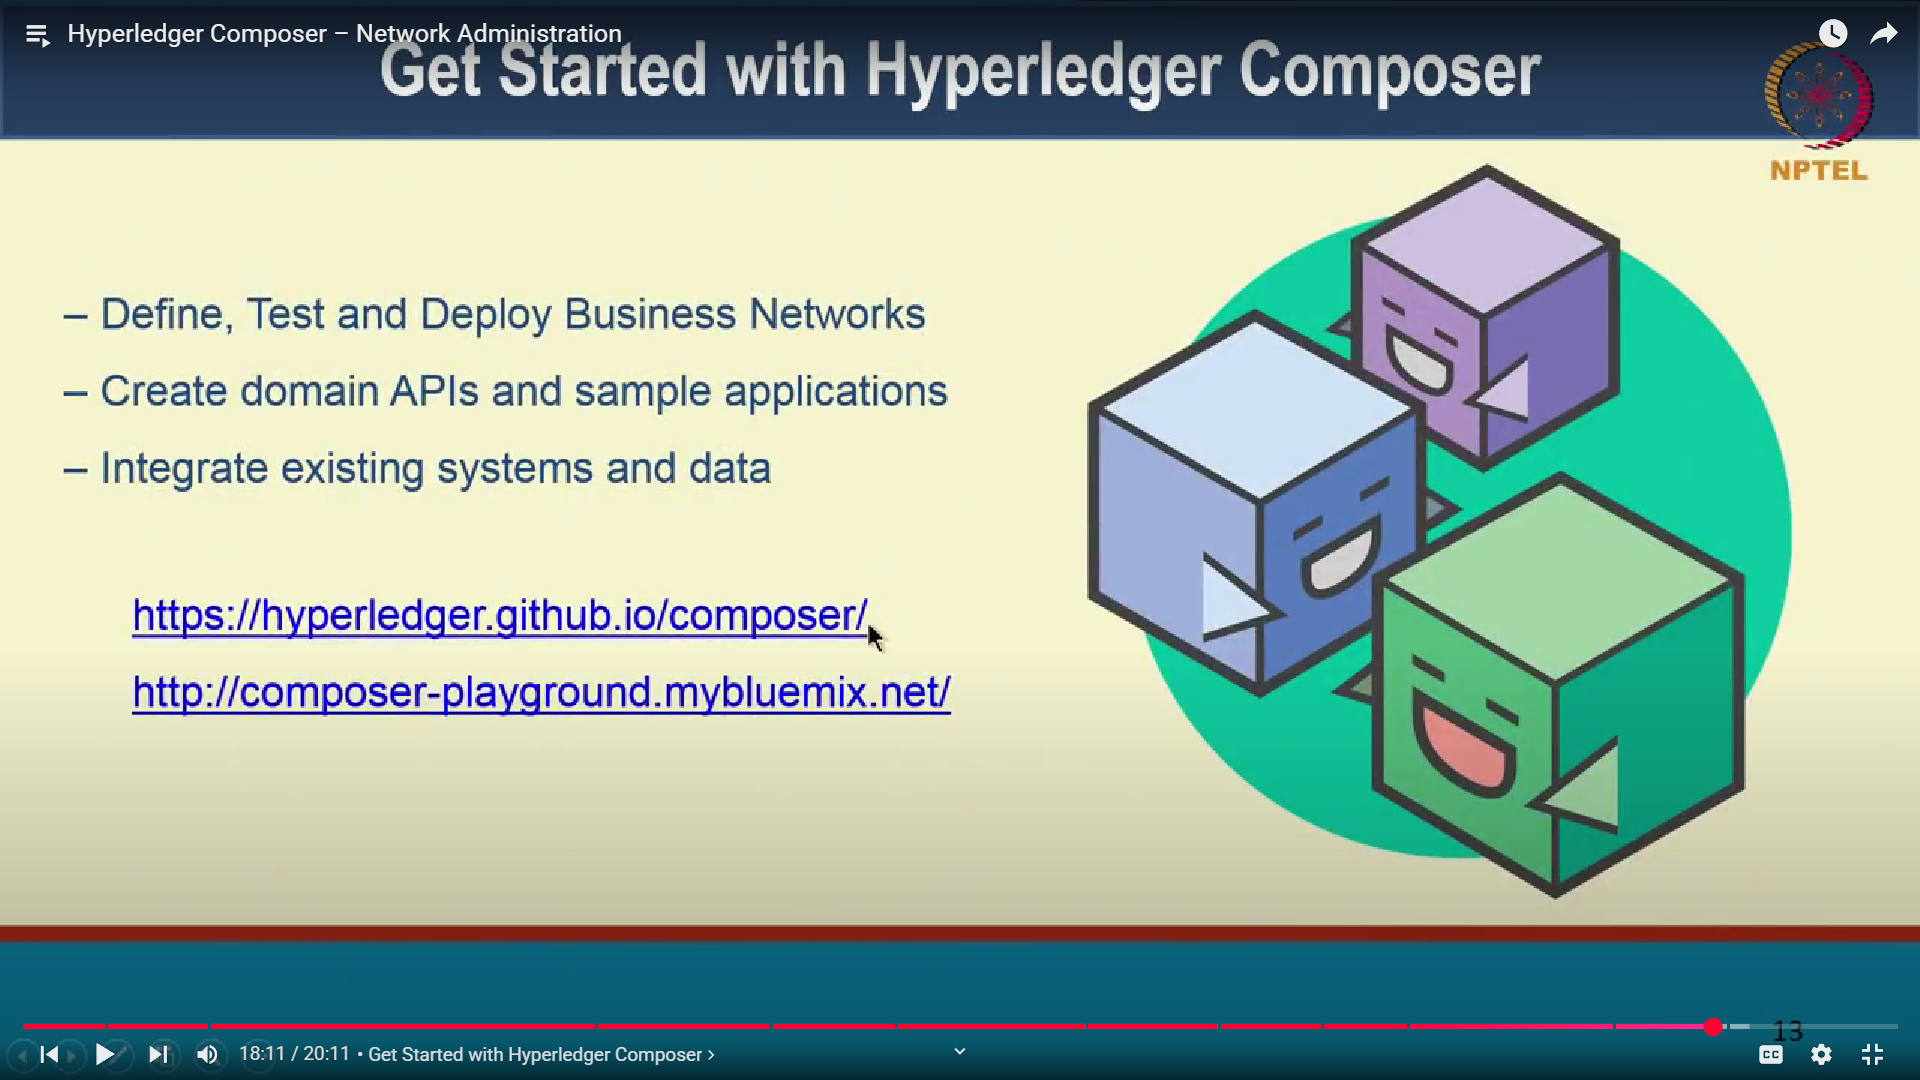 Hyperledger Composer – Network Administration
Get Started with Hyperledger Composer
NPTEL
– Define, Test and Deploy Business Networks
– Create domain APIs and sample applications
– Integrate existing systems and data
https://hyperledger.github.io/composer/
http://composer-playground.mybluemix.net/
13
18:11 / 20:11 • Get Started with Hyperledger Composer ›
CC